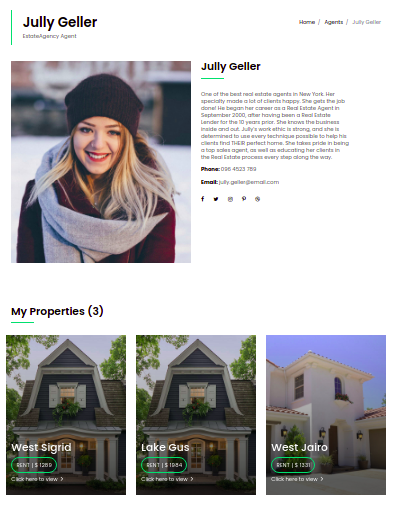 Jully Geller
EstateAgency Agent
Home / Agents / Jully Geller
Jully Geller
One of the best real estate agents in New York. Her
specialty made a lot of clients happy. She gets the job
done! He began her career as a Real Estate Agent in
September 2000, after having been a Real Estate
Lender for the 10 years prior. She knows the business
inside and out. Jully's work ethic is strong, and she is
determined to use every technique possible to help his
clients find THEIR perfect home. She takes pride in being
a top sales agent, as well as educating her clients in
the Real Estate process every step along the way.
Phone: 096 4523 789
Email: jully.geller@email.com
My Properties (3)
West Sigrid
RENT | $ 1289
Click here to view >
Lake Gus
RENT | $ 1984
Click here to view >
West Jairo
RENT | $ 1331
Click here to view >